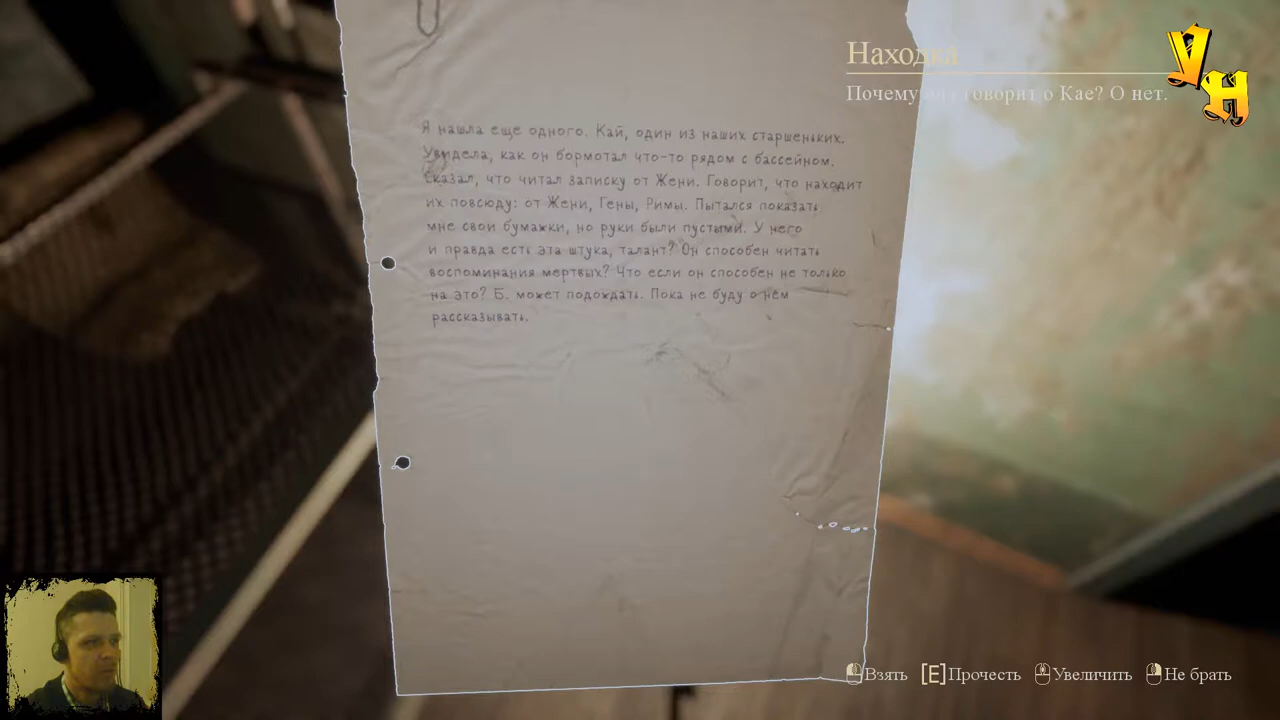 Находка
Почему она говорит о Кае? О нет.
VH
Я нашла еще одного. Кай, один из наших старшеньких.
Увидела, как он бормотал что-то рядом с бассейном.
Сказал, что читал записку от Жени. Говорит, что находит
их повсюду: от Жени, Гены, Римы. Пытался показать
мне свои бумажки, но руки были пустыми. У него
и правда есть эта штука, талант? Он способен читать
воспоминания мертвых? Что если он способен не только
на это? Б. может подождать. Пока не буду о нём
рассказывать.
Взять [E]Прочесть Увеличить Не брать